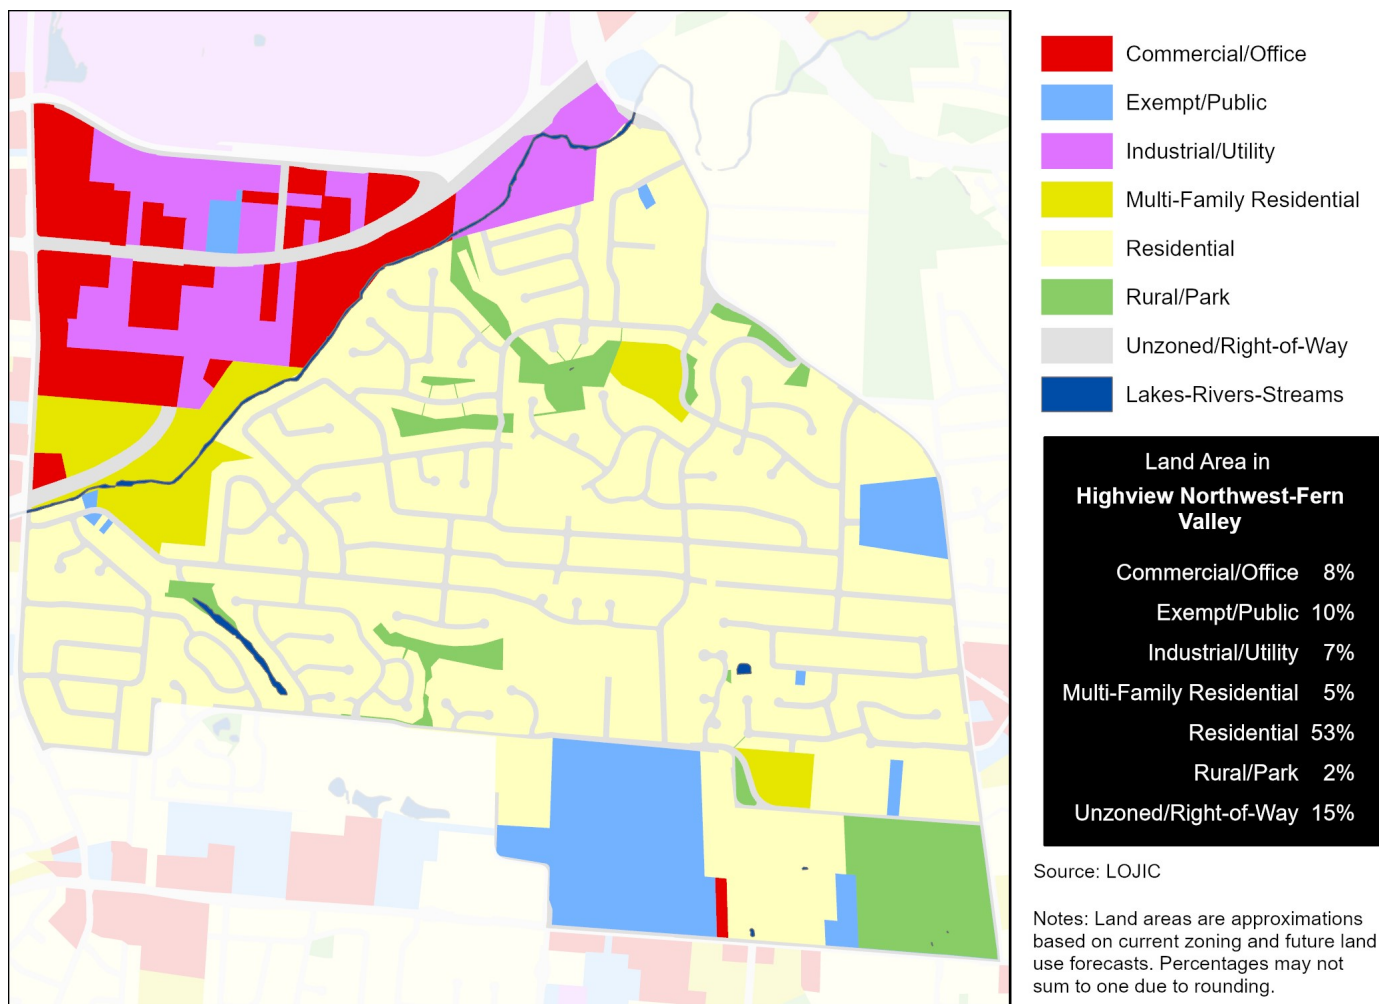 Commercial/Office
Exempt/Public
Industrial/Utility
Multi-Family Residential
Residential
Rural/Park
Unzoned/Right-of-Way
Lakes-Rivers-Streams
Land Area in
Highview Northwest-Fern
Valley
Commercial/Office 8%
Exempt/Public 10%
Industrial/Utility 7%
Multi-Family Residential 5%
Residential 53%
Rural/Park 2%
Unzoned/Right-of-Way 15%
Source: LOJIC
Notes: Land areas are approximations
based on current zoning and future land
use forecasts. Percentages may not
sum to one due to rounding.